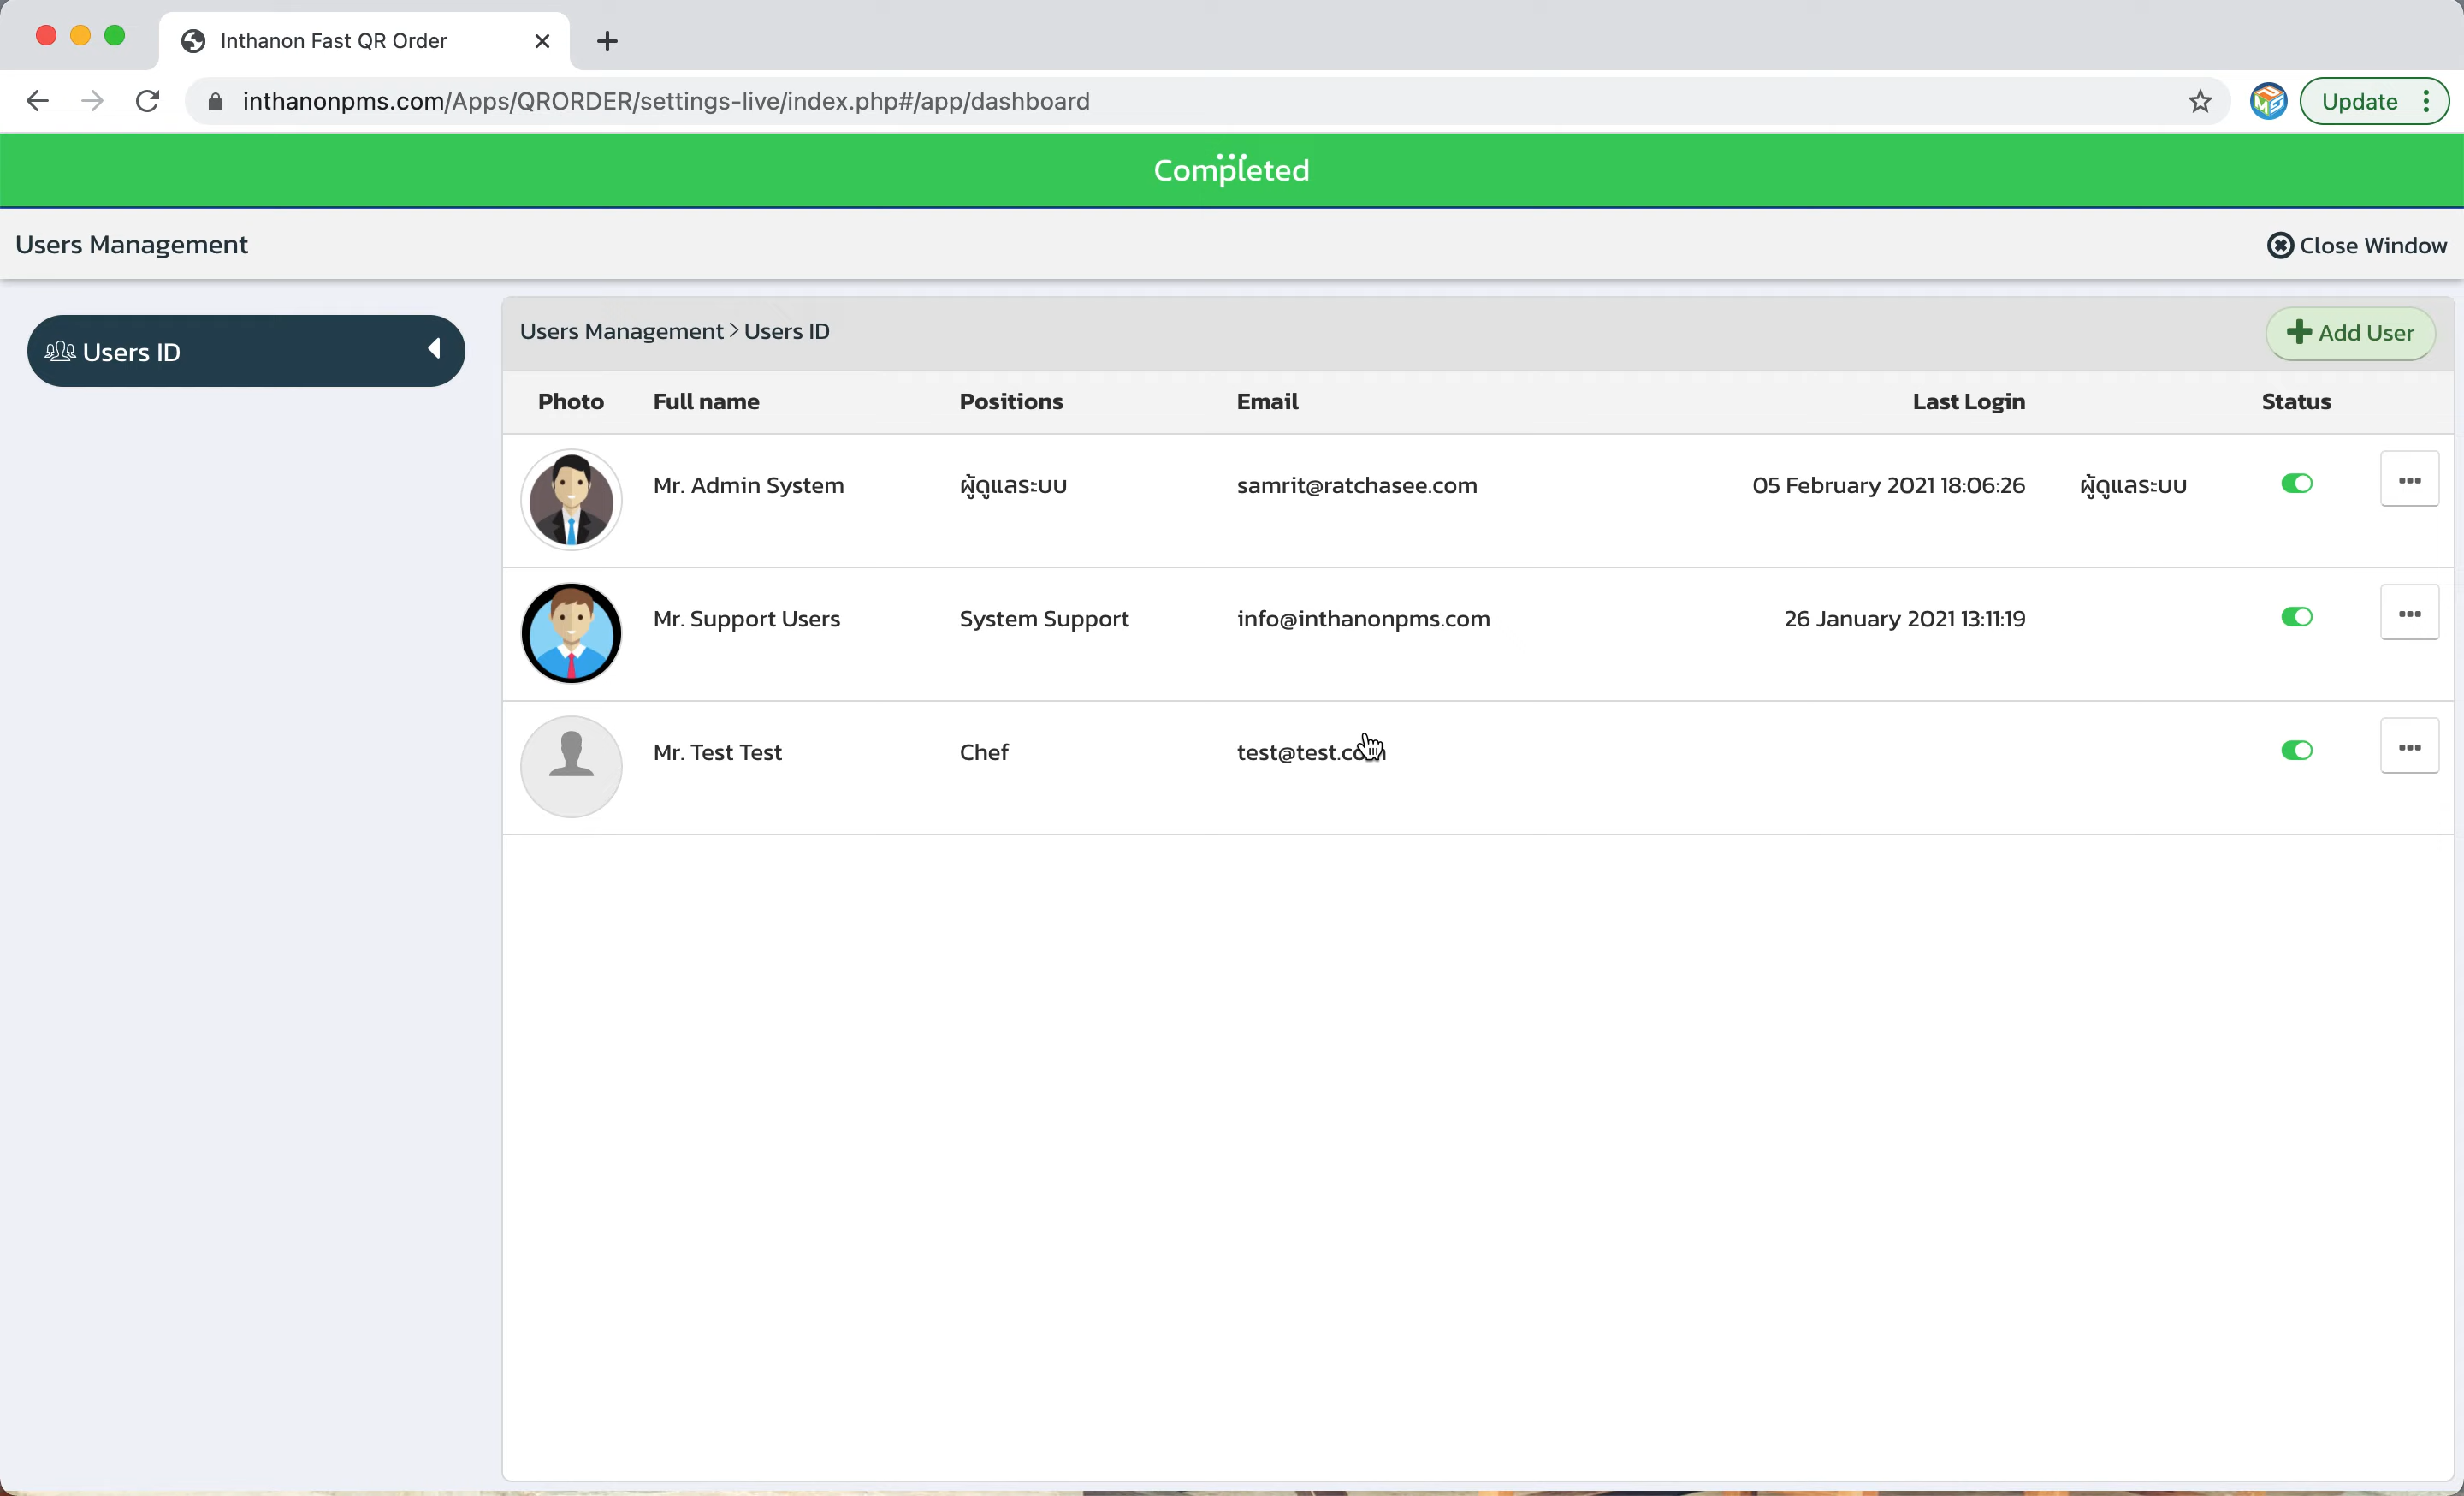 Inthanon Fast QR Order
inthanonpms.com/Apps/QRORDER/settings-live/index.php#/app/dashboard
Update
Completed
Users Management
Close Window
Users ID
Users Management > Users ID
Add User
Photo Full name Positions Email Last Login Status
Mr. Admin System ผู้ดูแลระบบ samrit@ratchasee.com 05 February 2021 18:06:26 ผู้ดูแลระบบ
Mr. Support Users System Support info@inthanonpms.com 26 January 2021 13:11:19
Mr. Test Test Chef test@test.com